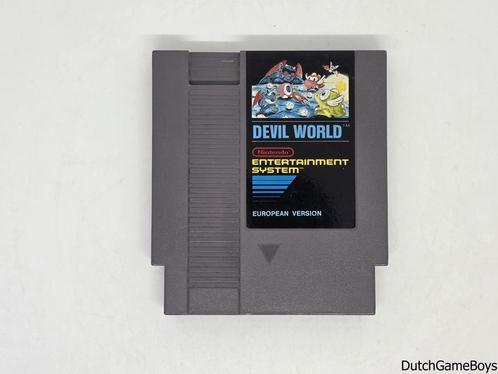 DEVIL WORLD™
Nintendo
ENTERTAINMENT
SYSTEM™
EUROPEAN VERSION
DutchGameBoys